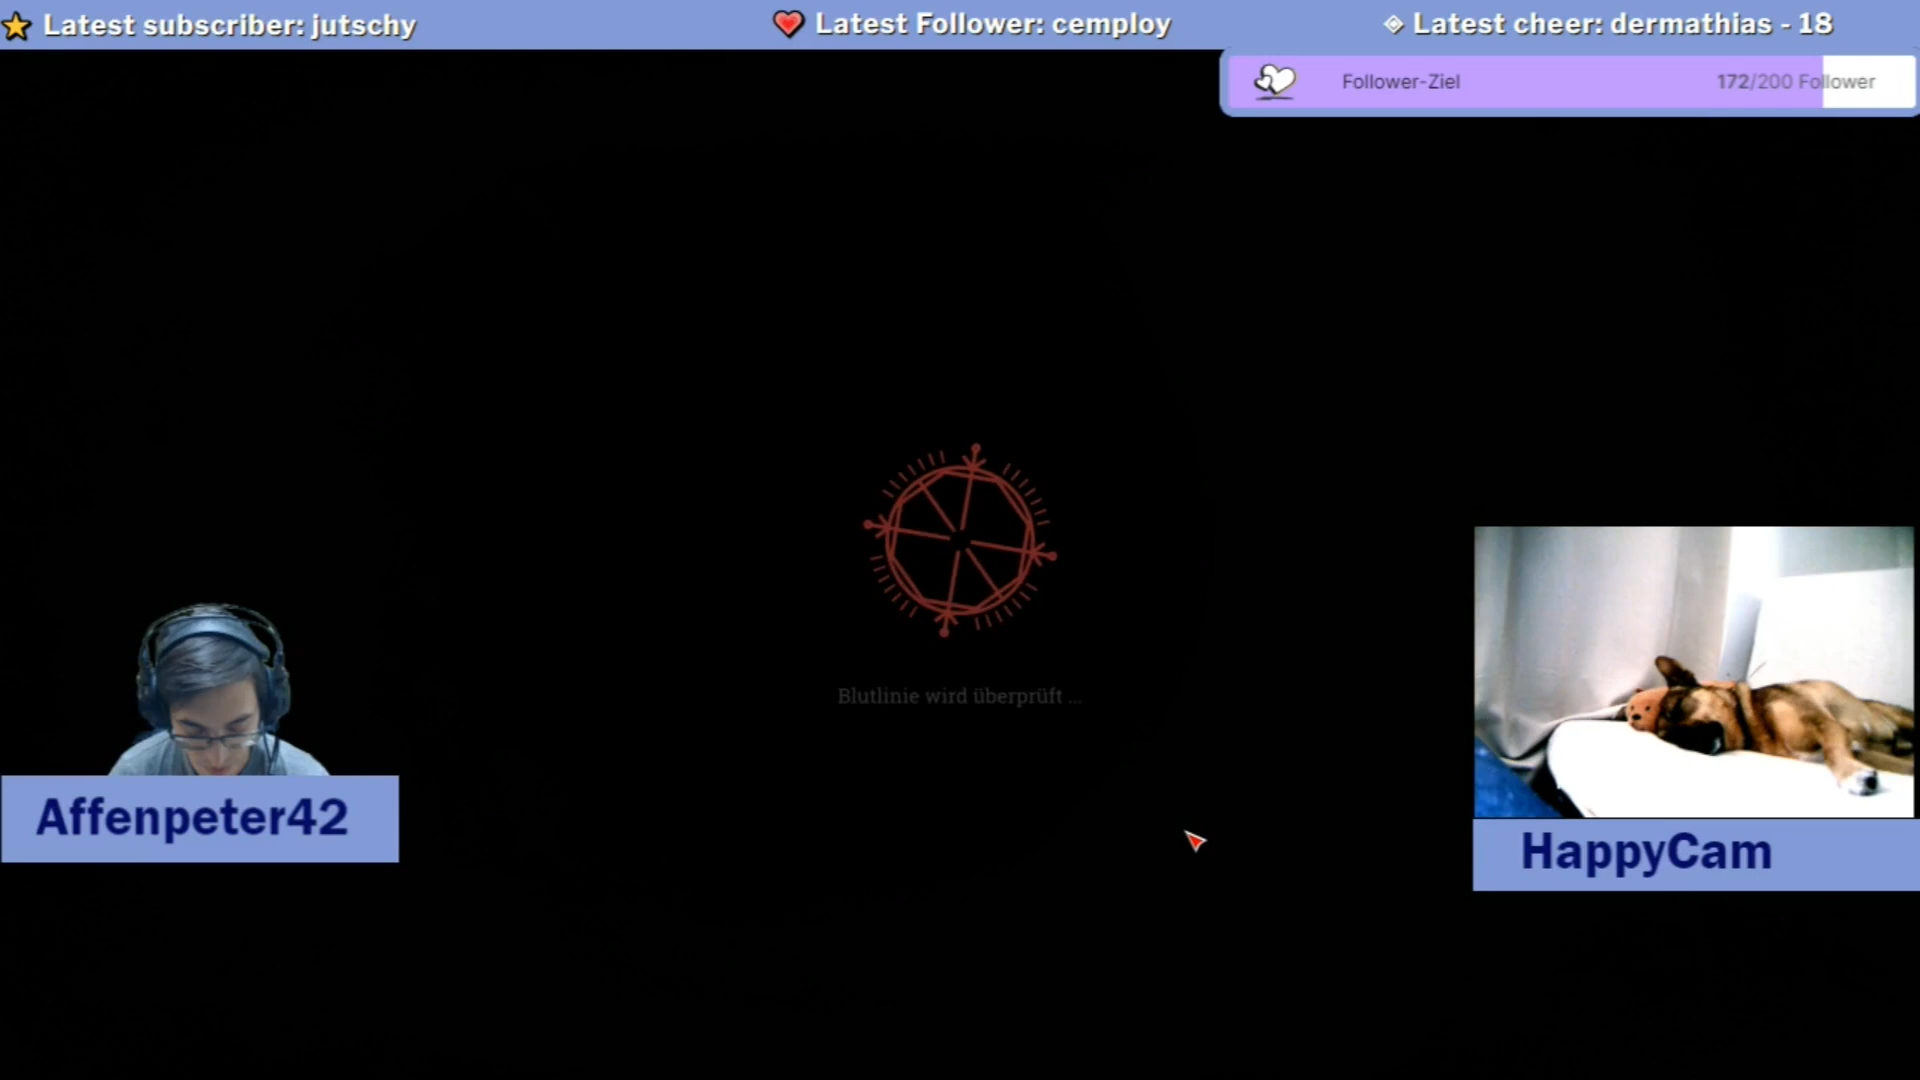 Latest subscriber: jutschy
Latest Follower: cemploy
Latest cheer: dermathias - 18
Follower-Ziel
172/200 Follower
Blutlinie wird überprüft ...
Affenpeter42
HappyCam